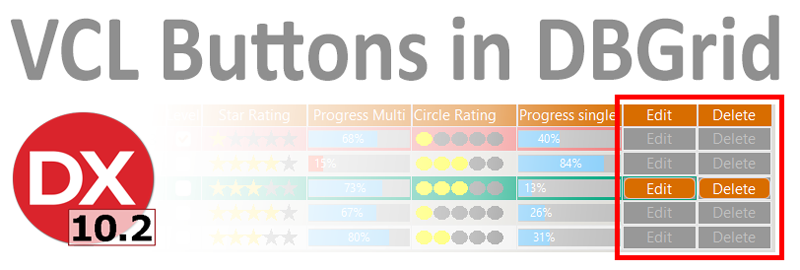 VCL Buttons in DBGrid
DX
10.2
Star Rating Progress Multi Circle Rating Progress single Edit Delete
68% 40% Edit Delete
15% 84% Edit Delete
73% 13% Edit Delete
67% 26% Edit Delete
80% 31% Edit Delete